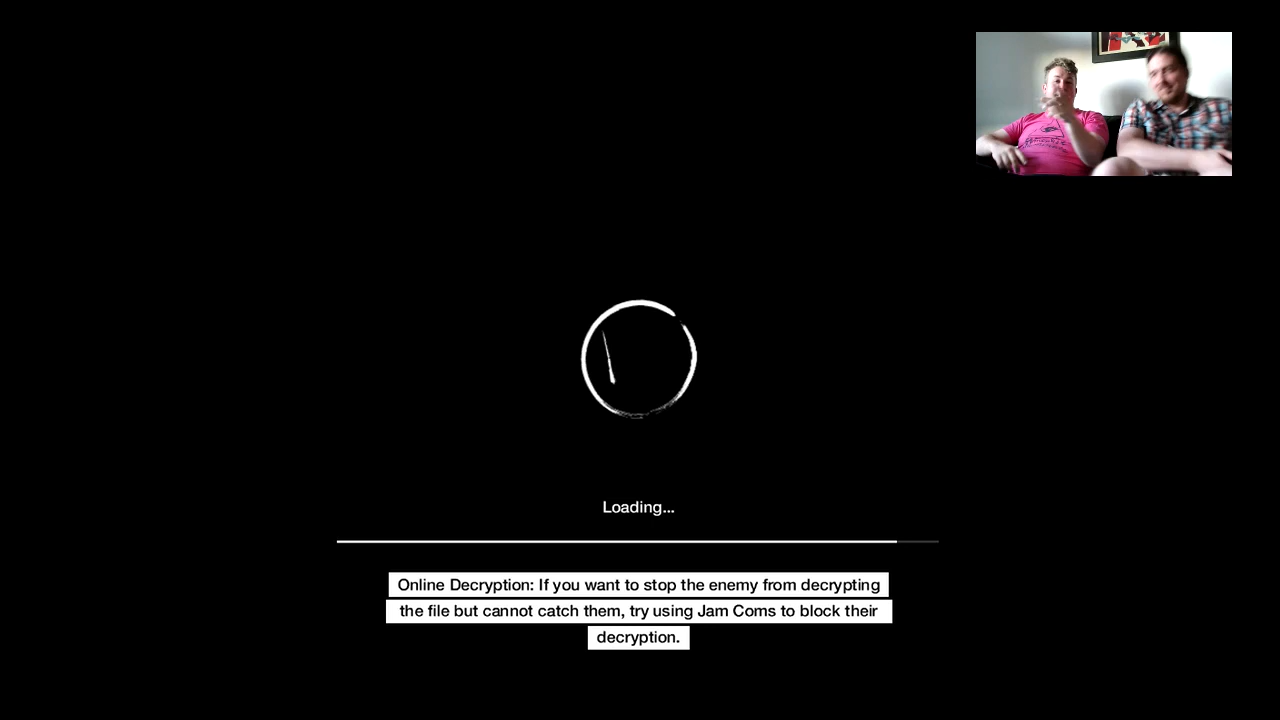 Loading...
Online Decryption: If you want to stop the enemy from decrypting
the file but cannot catch them, try using Jam Coms to block their
decryption.